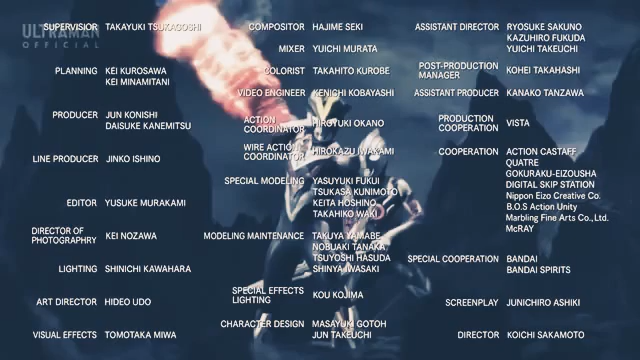 ULTRAMAN
OFFICIAL
SUPERVISIOR TAKAYUKI TSUKAGOSHI
PLANNING KEI KUROSAWA
KEI MINAMITANI
PRODUCER JUN KONISHI
DAISUKE KANEMITSU
LINE PRODUCER JINKO ISHINO
EDITOR YUSUKE MURAKAMI
DIRECTOR OF
PHOTOGRAPHRY KEI NOZAWA
LIGHTING SHINICHI KAWAHARA
ART DIRECTOR HIDEO UDO
VISUAL EFFECTS TOMOTAKA MIWA
COMPOSITOR HAJIME SEKI
MIXER YUICHI MURATA
COLORIST TAKAHITO KUROBE
VIDEO ENGINEER KENICHI KOBAYASHI
ACTION
COORDINATOR HIROYUKI OKANO
WIRE ACTION
COORDINATOR HIROKAZU IWAKAMI
SPECIAL MODELING YASUYUKI FUKUI
TSUKASA KUNIMOTO
KEITA HOSHINO
TAKAHIKO WAKI
MODELING MAINTENANCE TAKUYA YAMABE
NOBUAKI TANAKA
TSUYOSHI HASUDA
SHINYA IWASAKI
SPECIAL EFFECTS
LIGHTING KOU KOJIMA
CHARACTER DESIGN MASAYUKI GOTOH
JUN TAKEUCHI
ASSISTANT DIRECTOR RYOSUKE SAKUNO
KAZUHIRO FUKUDA
YUICHI TAKEUCHI
POST-PRODUCTION
MANAGER KOHEI TAKAHASHI
ASSISTANT PRODUCER KANAKO TANZAWA
PRODUCTION
COOPERATION VISTA
COOPERATION ACTION CASTAFF
QUATRE
GOKURAKU-EIZOUSHA
DIGITAL SKIP STATION
Nippon Eizo Creative Co.
B.O.S Action Unity
Marbling Fine Arts Co.,Ltd.
McRAY
SPECIAL COOPERATION BANDAI
BANDAI SPIRITS
SCREENPLAY JUNICHIRO ASHIKI
DIRECTOR KOICHI SAKAMOTO